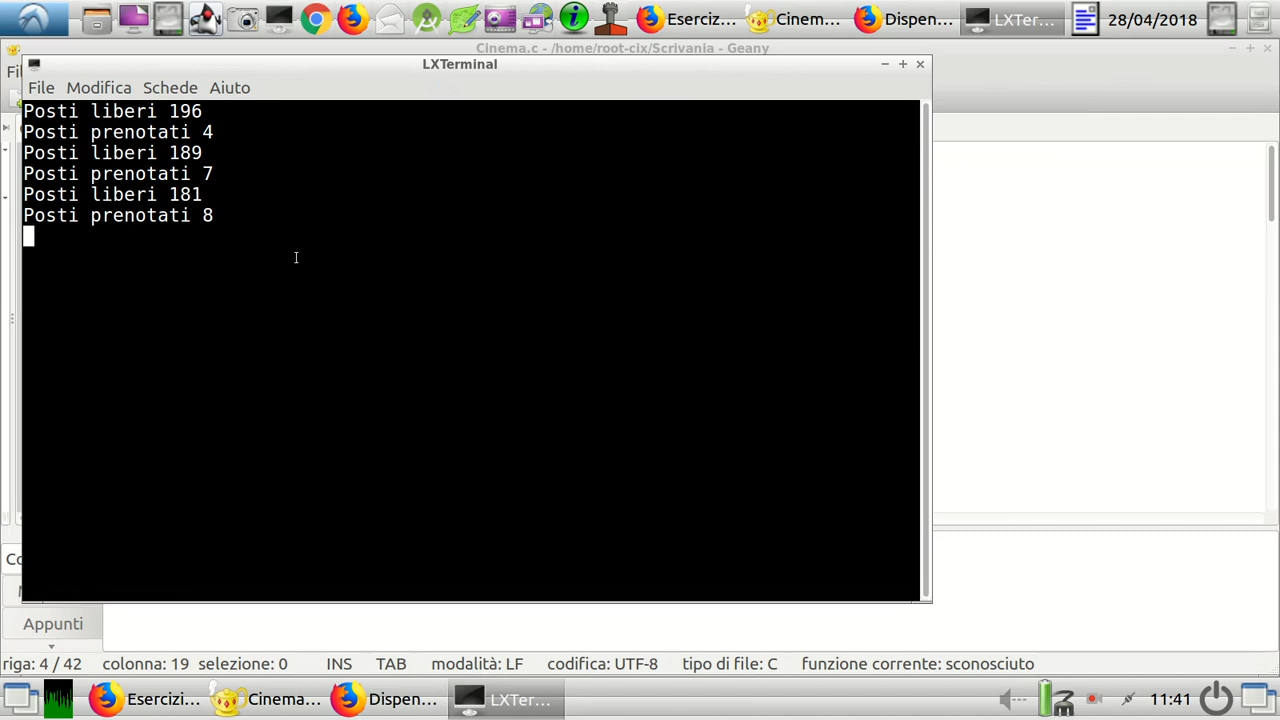 Eserciz...
Cinem...
Dispen...
LXTer...
28/04/2018
Cinema.c - /home/root-cix/Scrivania - Geany
LXTerminal
File Modifica Schede Aiuto
Posti liberi 196
Posti prenotati 4
Posti liberi 189
Posti prenotati 7
Posti liberi 181
Posti prenotati 8
Appunti
riga: 4 / 42 colonna: 19 selezione: 0 INS TAB modalità: LF codifica: UTF-8 tipo di file: C funzione corrente: sconosciuto
Esercizi...
Cinema...
Dispen...
LXTer...
11:41